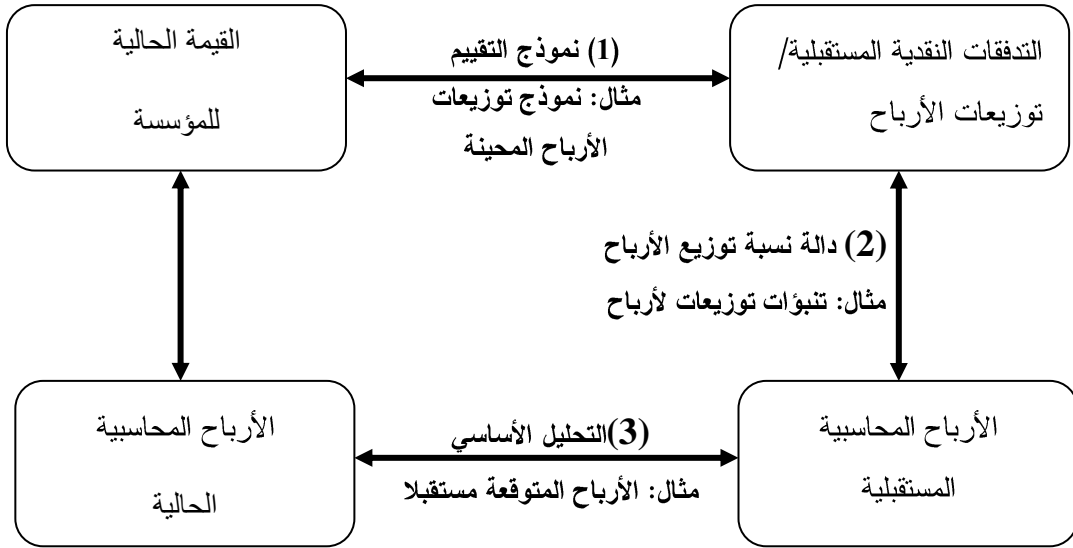 التدفقات النقدية المستقبلية/
توزيعات الأرباح
(1) نموذج التقييم
مثال: نموذج توزيعات
الأرباح المحينة
القيمة الحالية
للمؤسسة
(2) دالة نسبة توزيع الأرباح
مثال: تنبؤات توزيعات لأرباح
الأرباح المحاسبية
المستقبلية
(3)التحليل الأساسي
مثال: الأرباح المتوقعة مستقبلا
الأرباح المحاسبية
الحالية